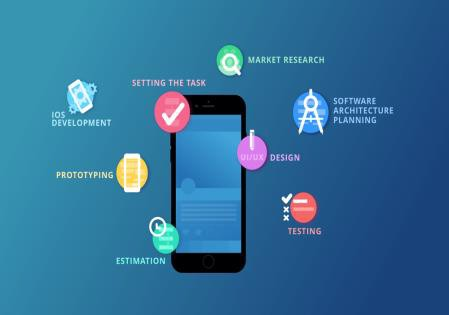 MARKET RESEARCH
SETTING THE TASK
IOS
DEVELOPMENT
SOFTWARE
ARCHITECTURE
PLANNING
UI/UX DESIGN
PROTOTYPING
TESTING
ESTIMATION